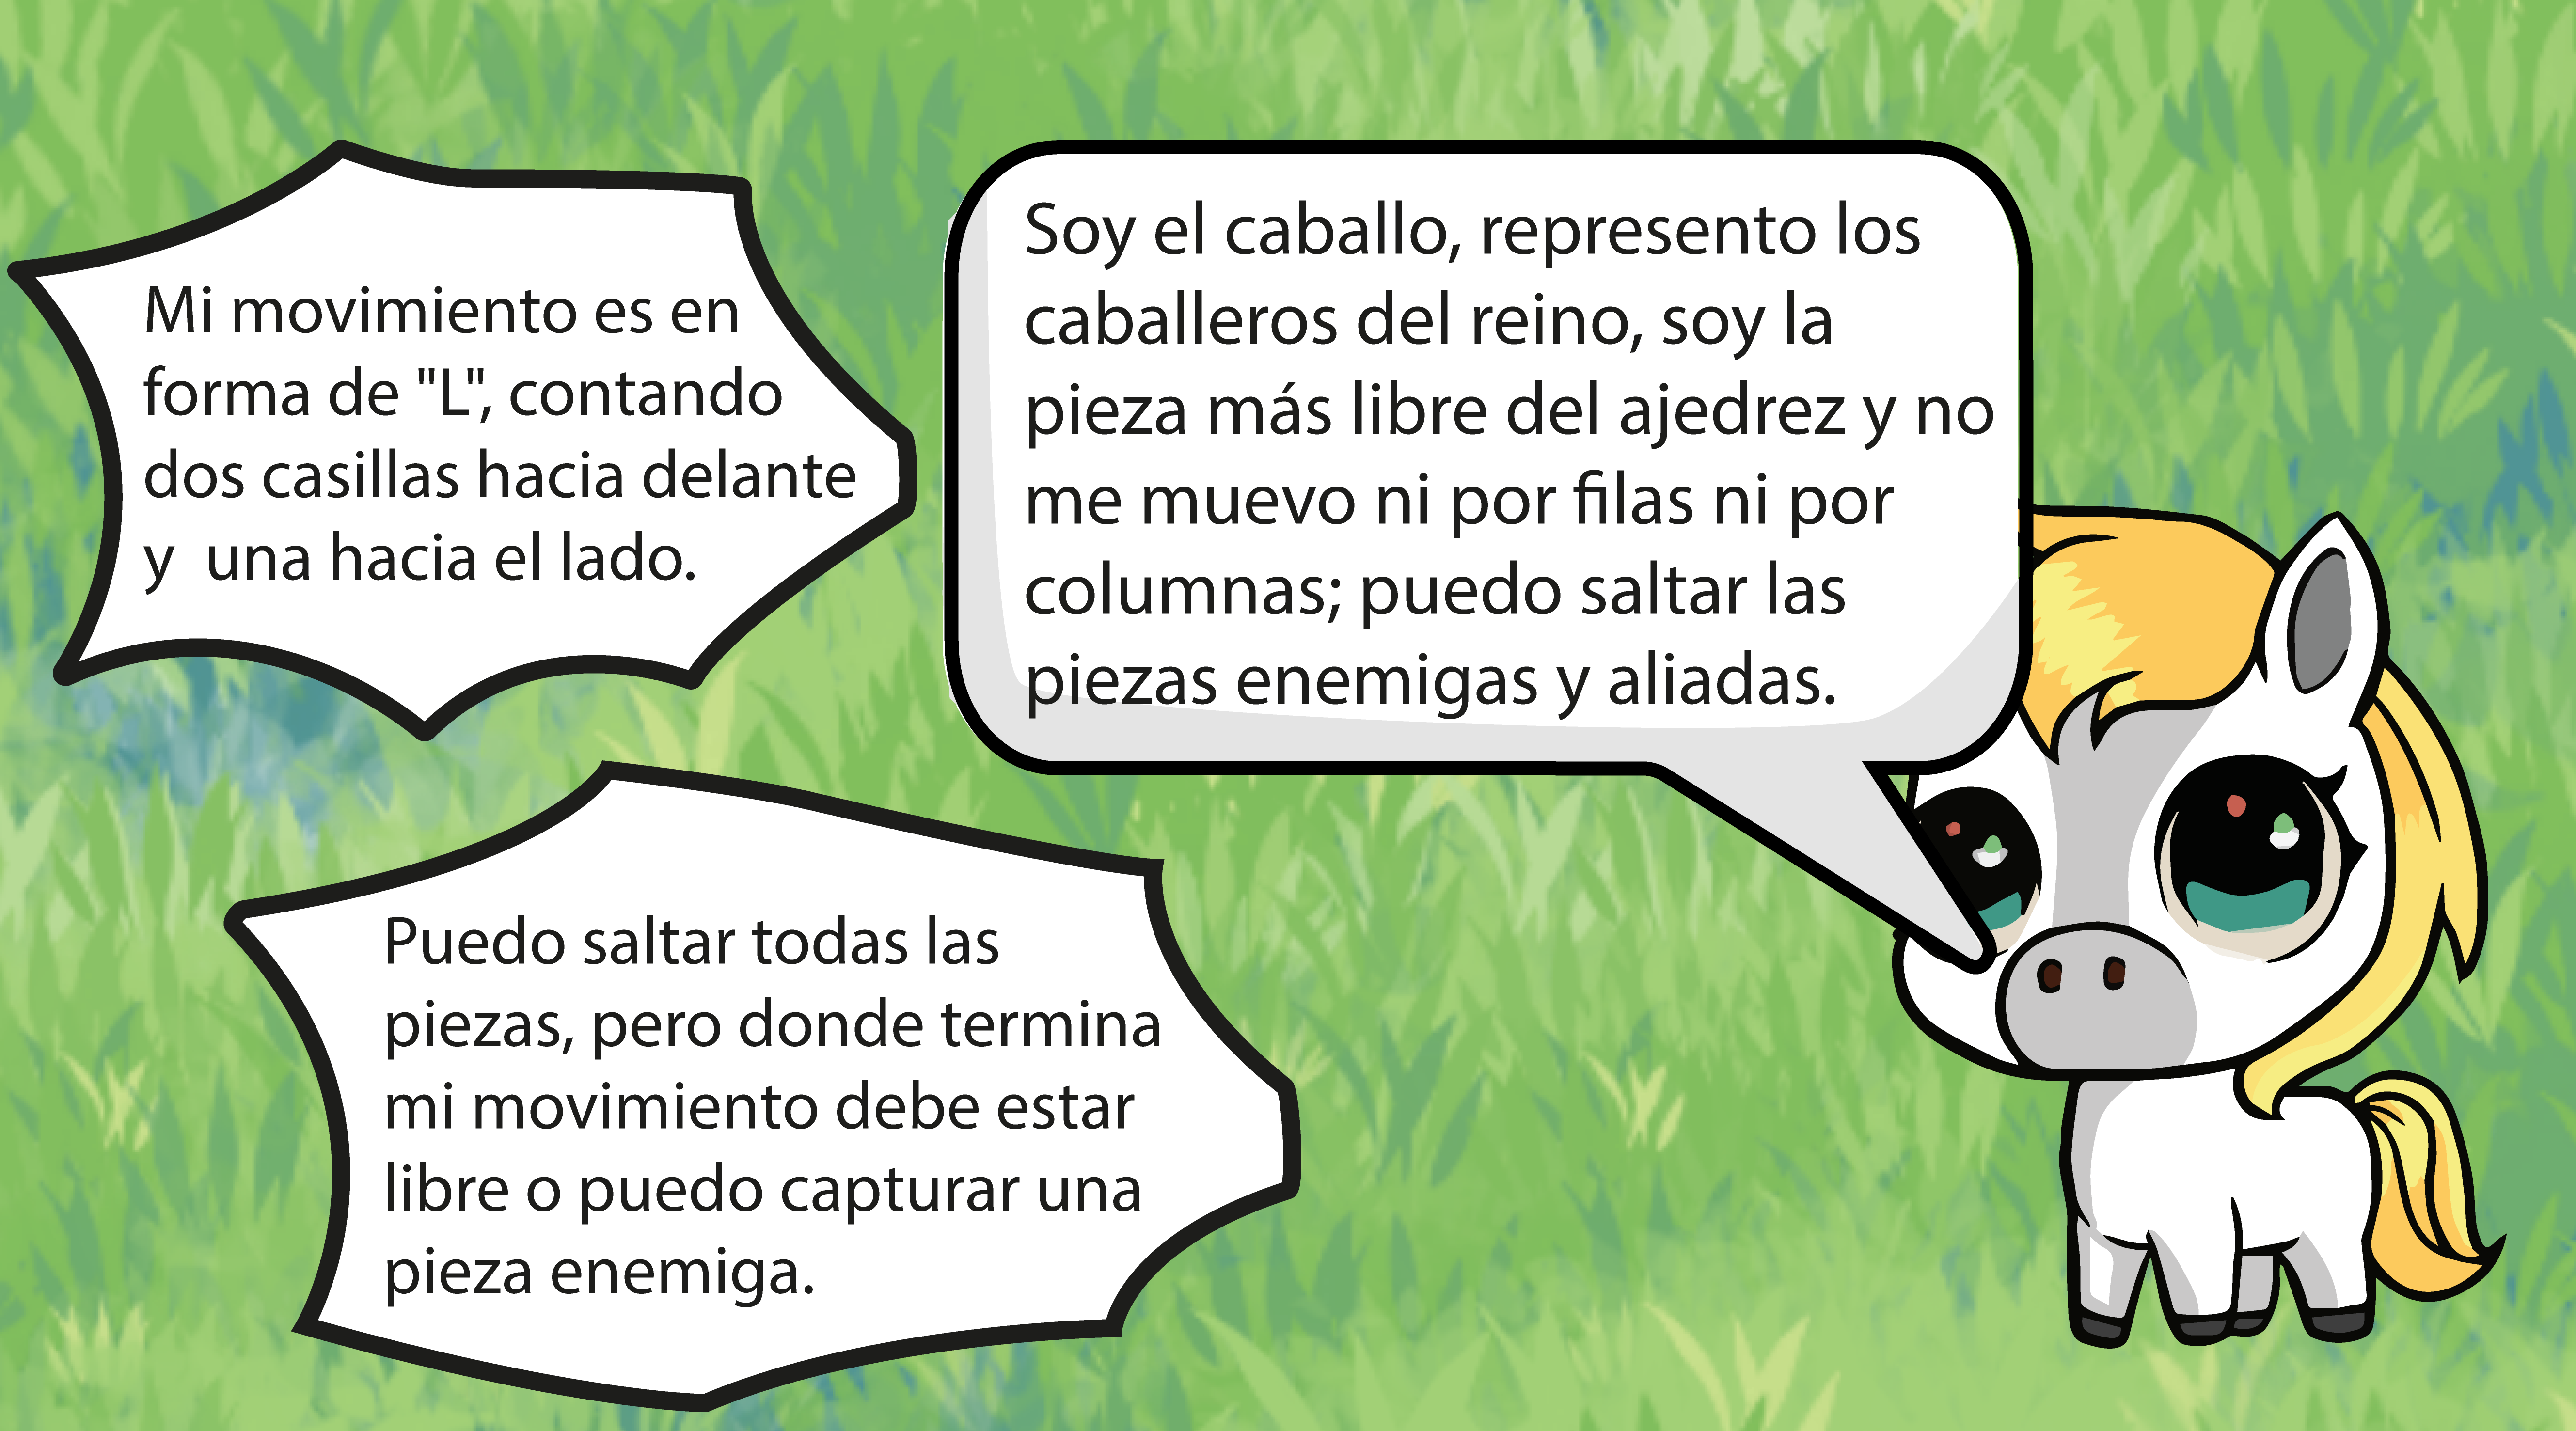 Mi movimiento es en
forma de "L", contando
dos casillas hacia delante
y  una hacia el lado.
Soy el caballo, represento los
caballeros del reino, soy la
pieza más libre del ajedrez y no
me muevo ni por filas ni por
columnas; puedo saltar las
piezas enemigas y aliadas.
Puedo saltar todas las
piezas, pero donde termina
mi movimiento debe estar
libre o puedo capturar una
pieza enemiga.